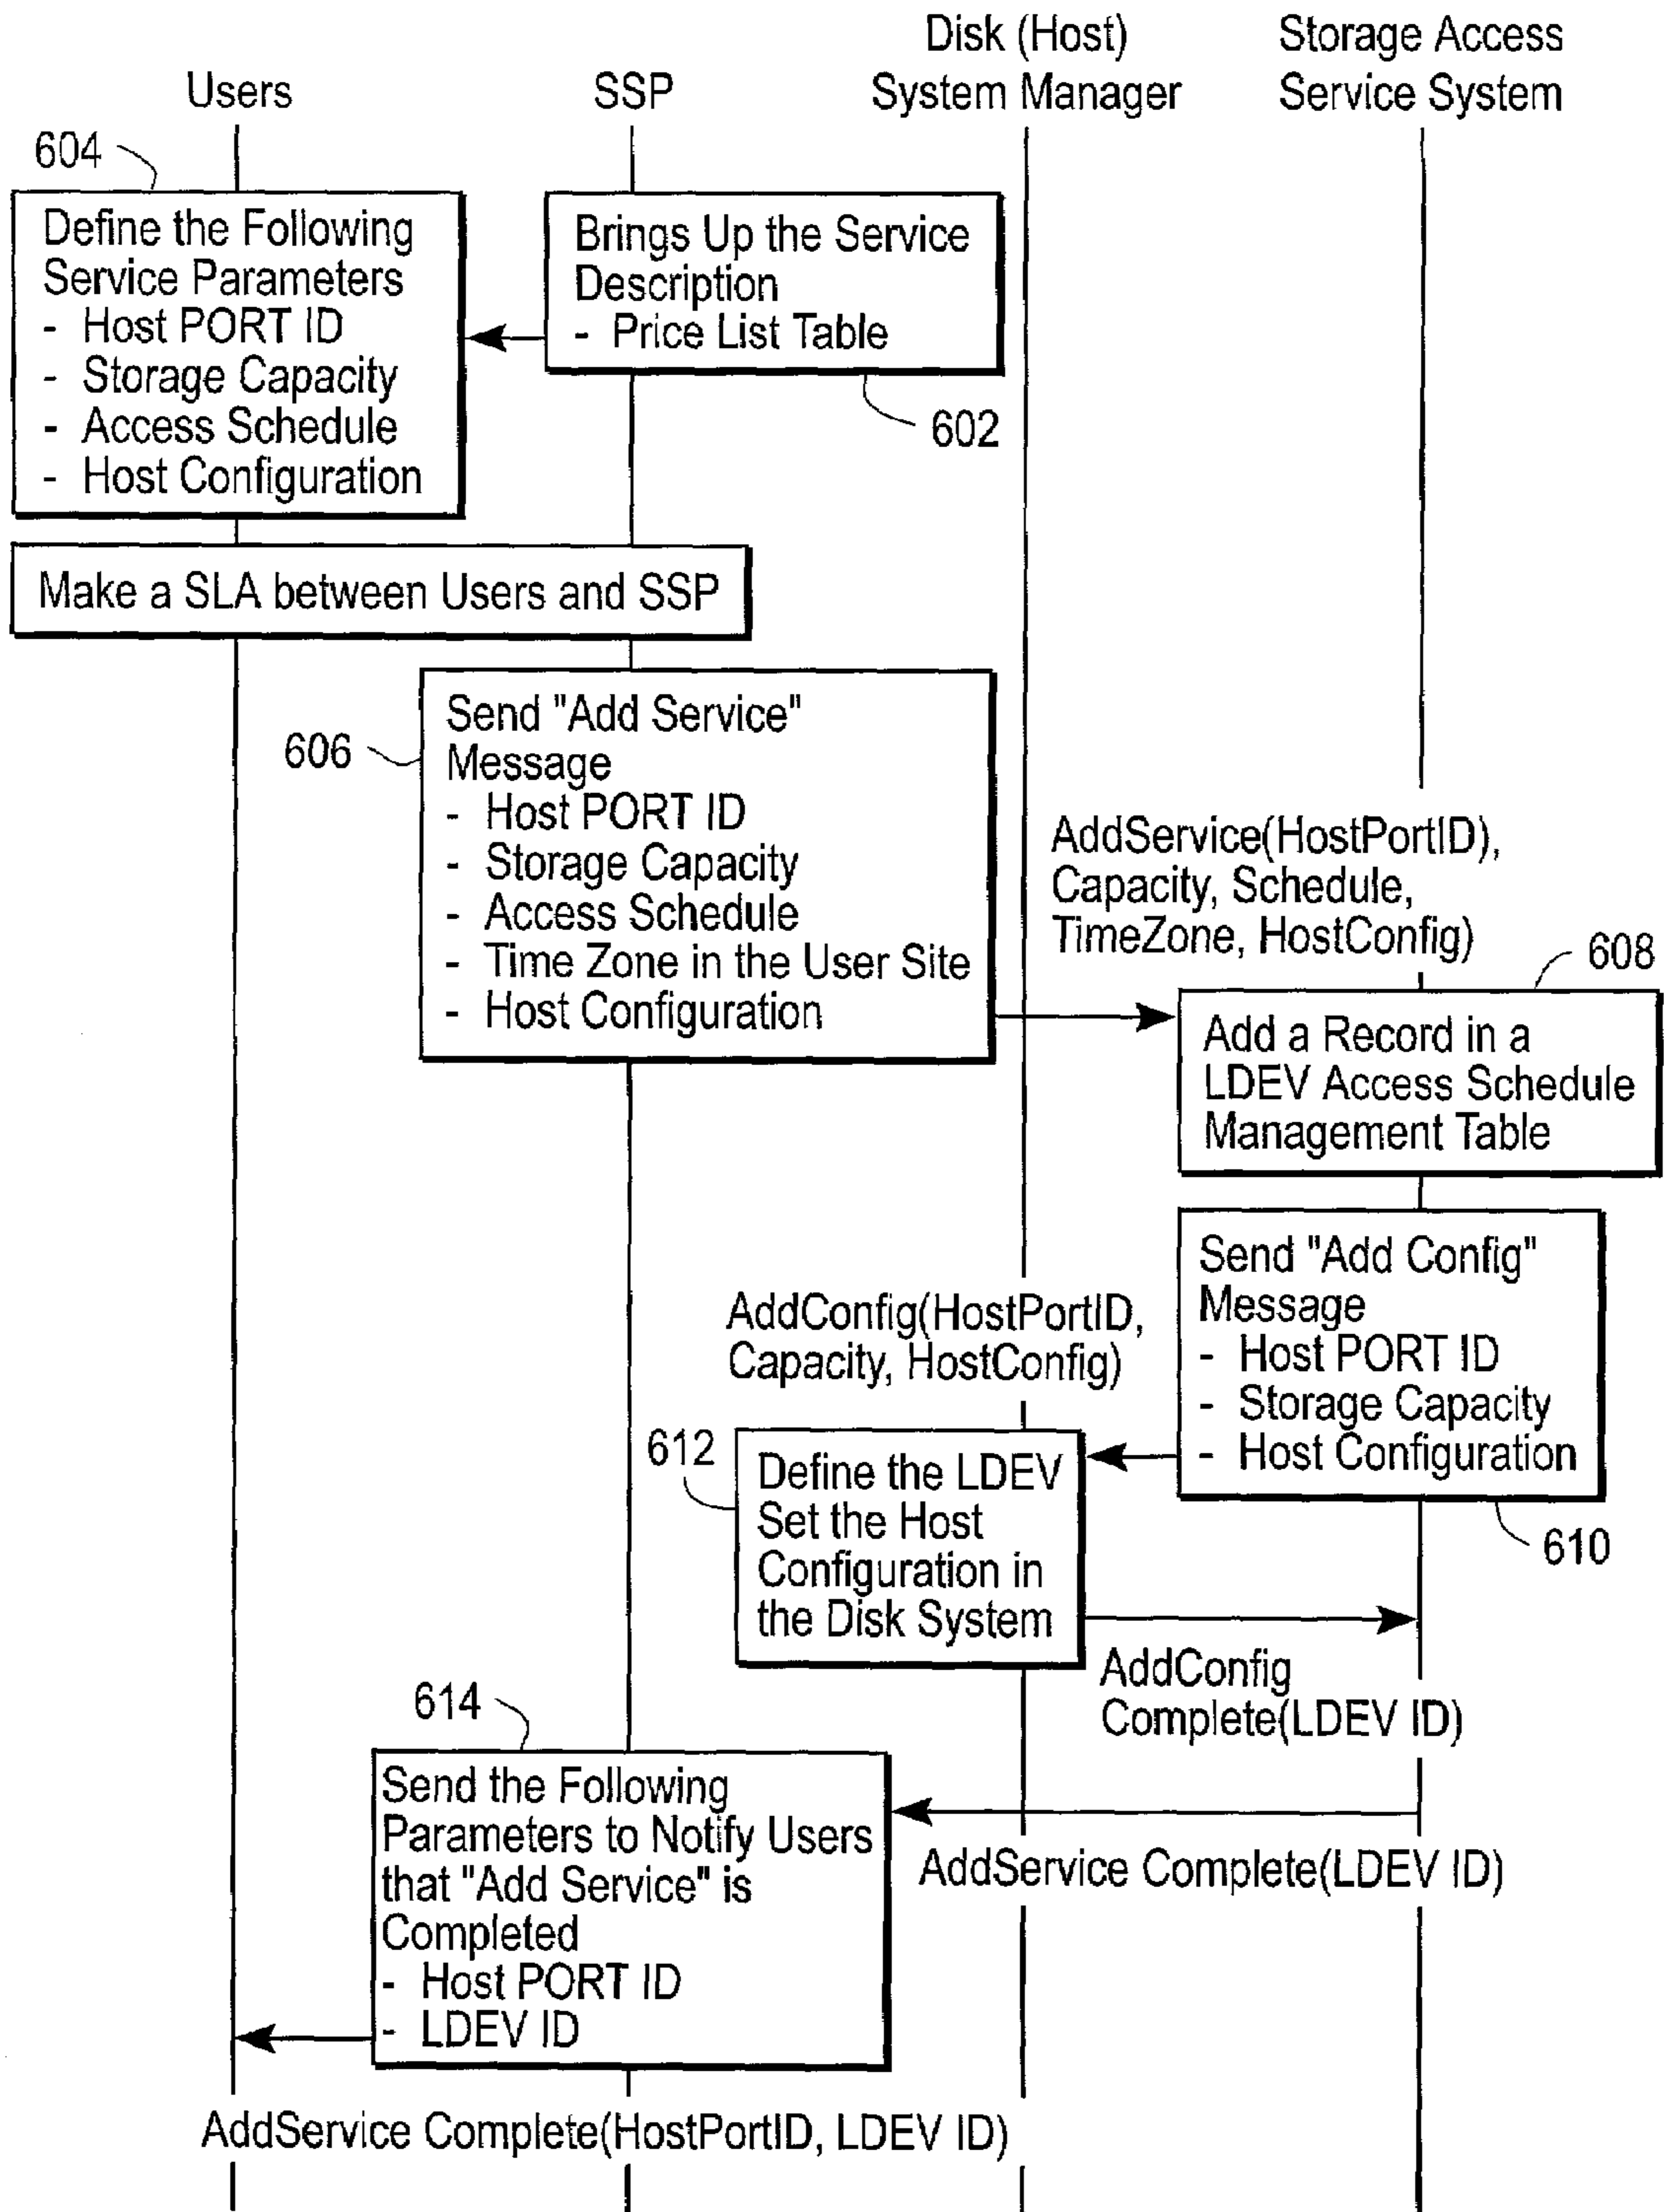 Users
SSP
Disk (Host)
System Manager
Storage Access
Service System
604
Define the Following
Service Parameters
- Host PORT ID
- Storage Capacity
- Access Schedule
- Host Configuration
Brings Up the Service
Description
- Price List Table
602
Make a SLA between Users and SSP
606
Send "Add Service"
Message
- Host PORT ID
- Storage Capacity
- Access Schedule
- Time Zone in the User Site
- Host Configuration
AddService(HostPortID),
Capacity, Schedule,
TimeZone, HostConfig)
608
Add a Record in a
LDEV Access Schedule
Management Table
Send "Add Config"
Message
- Host PORT ID
- Storage Capacity
- Host Configuration
610
AddConfig(HostPortID,
Capacity, HostConfig)
612
Define the LDEV
Set the Host
Configuration in
the Disk System
AddConfig
Complete(LDEV ID)
614
Send the Following
Parameters to Notify Users
that "Add Service" is
Completed
- Host PORT ID
- LDEV ID
AddService Complete(LDEV ID)
AddService Complete(HostPortID, LDEV ID)